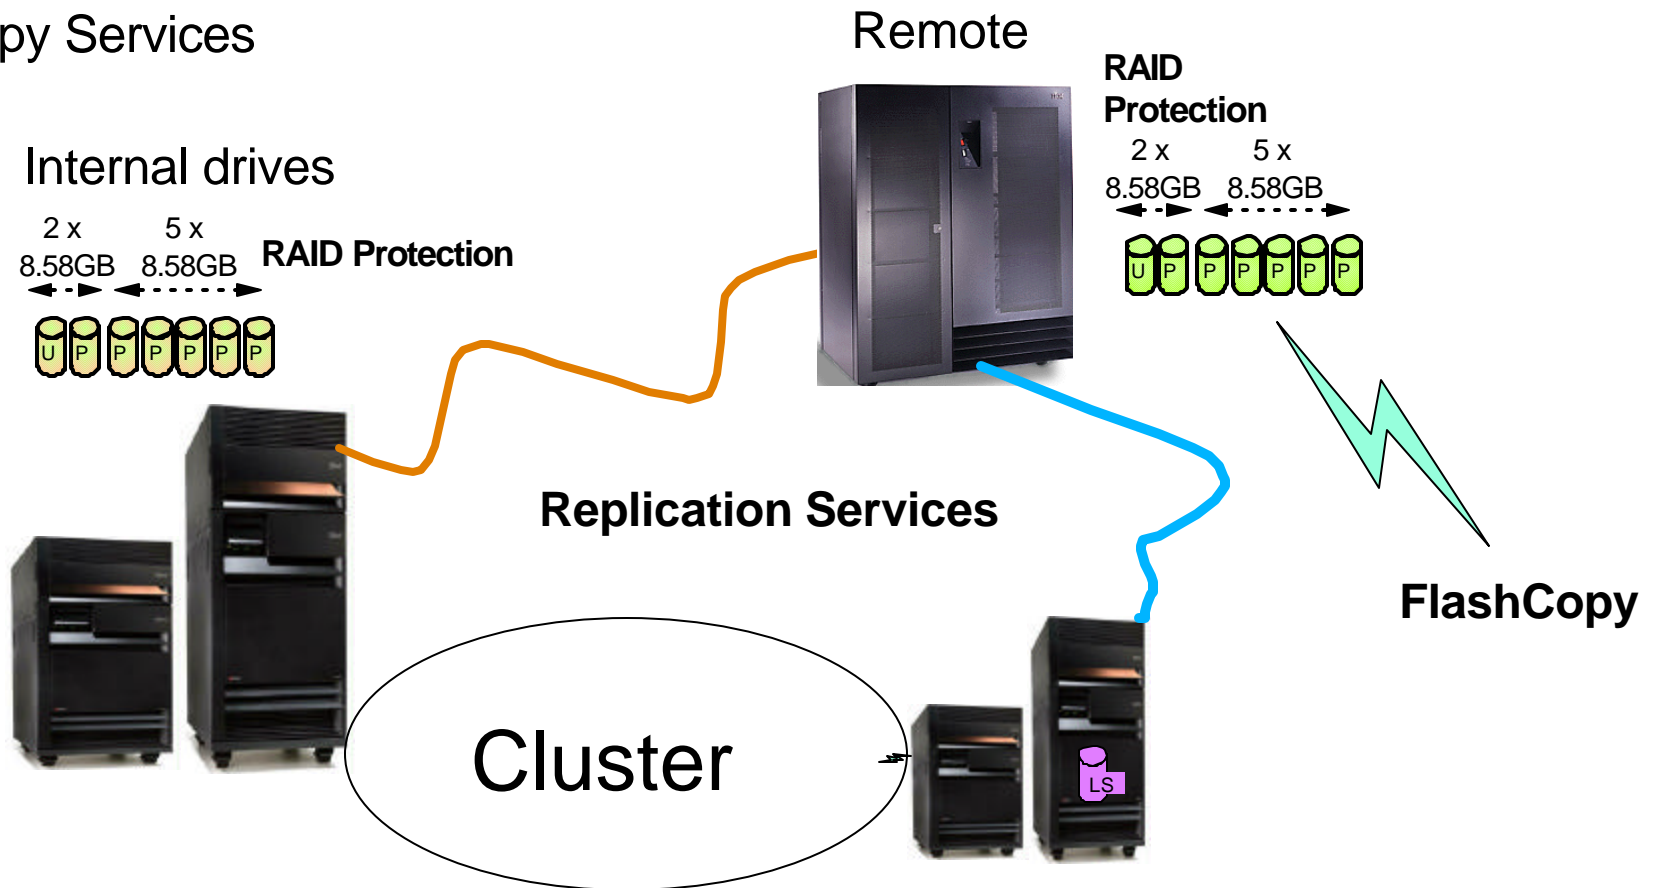 py Services
Remote
RAID
Protection
2 x 5 x
8.58GB 8.58GB
U P P P P P P
Internal drives
2 x 5 x
8.58GB 8.58GB
RAID Protection
U P P P P P P
Replication Services
FlashCopy
Cluster
LS